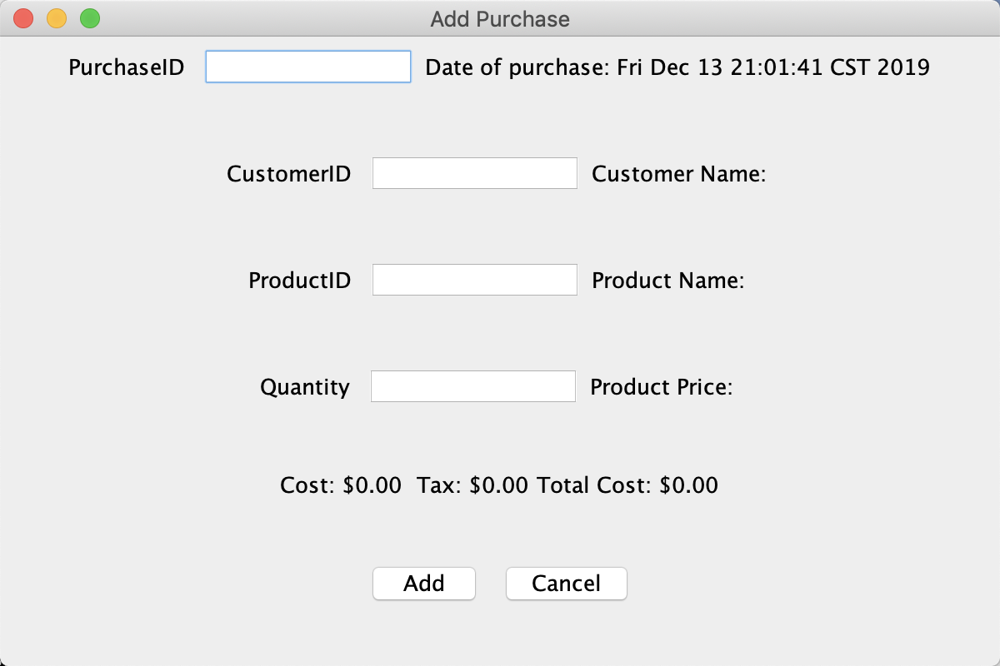 Add Purchase
PurchaseID Date of purchase: Fri Dec 13 21:01:41 CST 2019
CustomerID Customer Name:
ProductID Product Name:
Quantity Product Price:
Cost: $0.00 Tax: $0.00 Total Cost: $0.00
Add Cancel